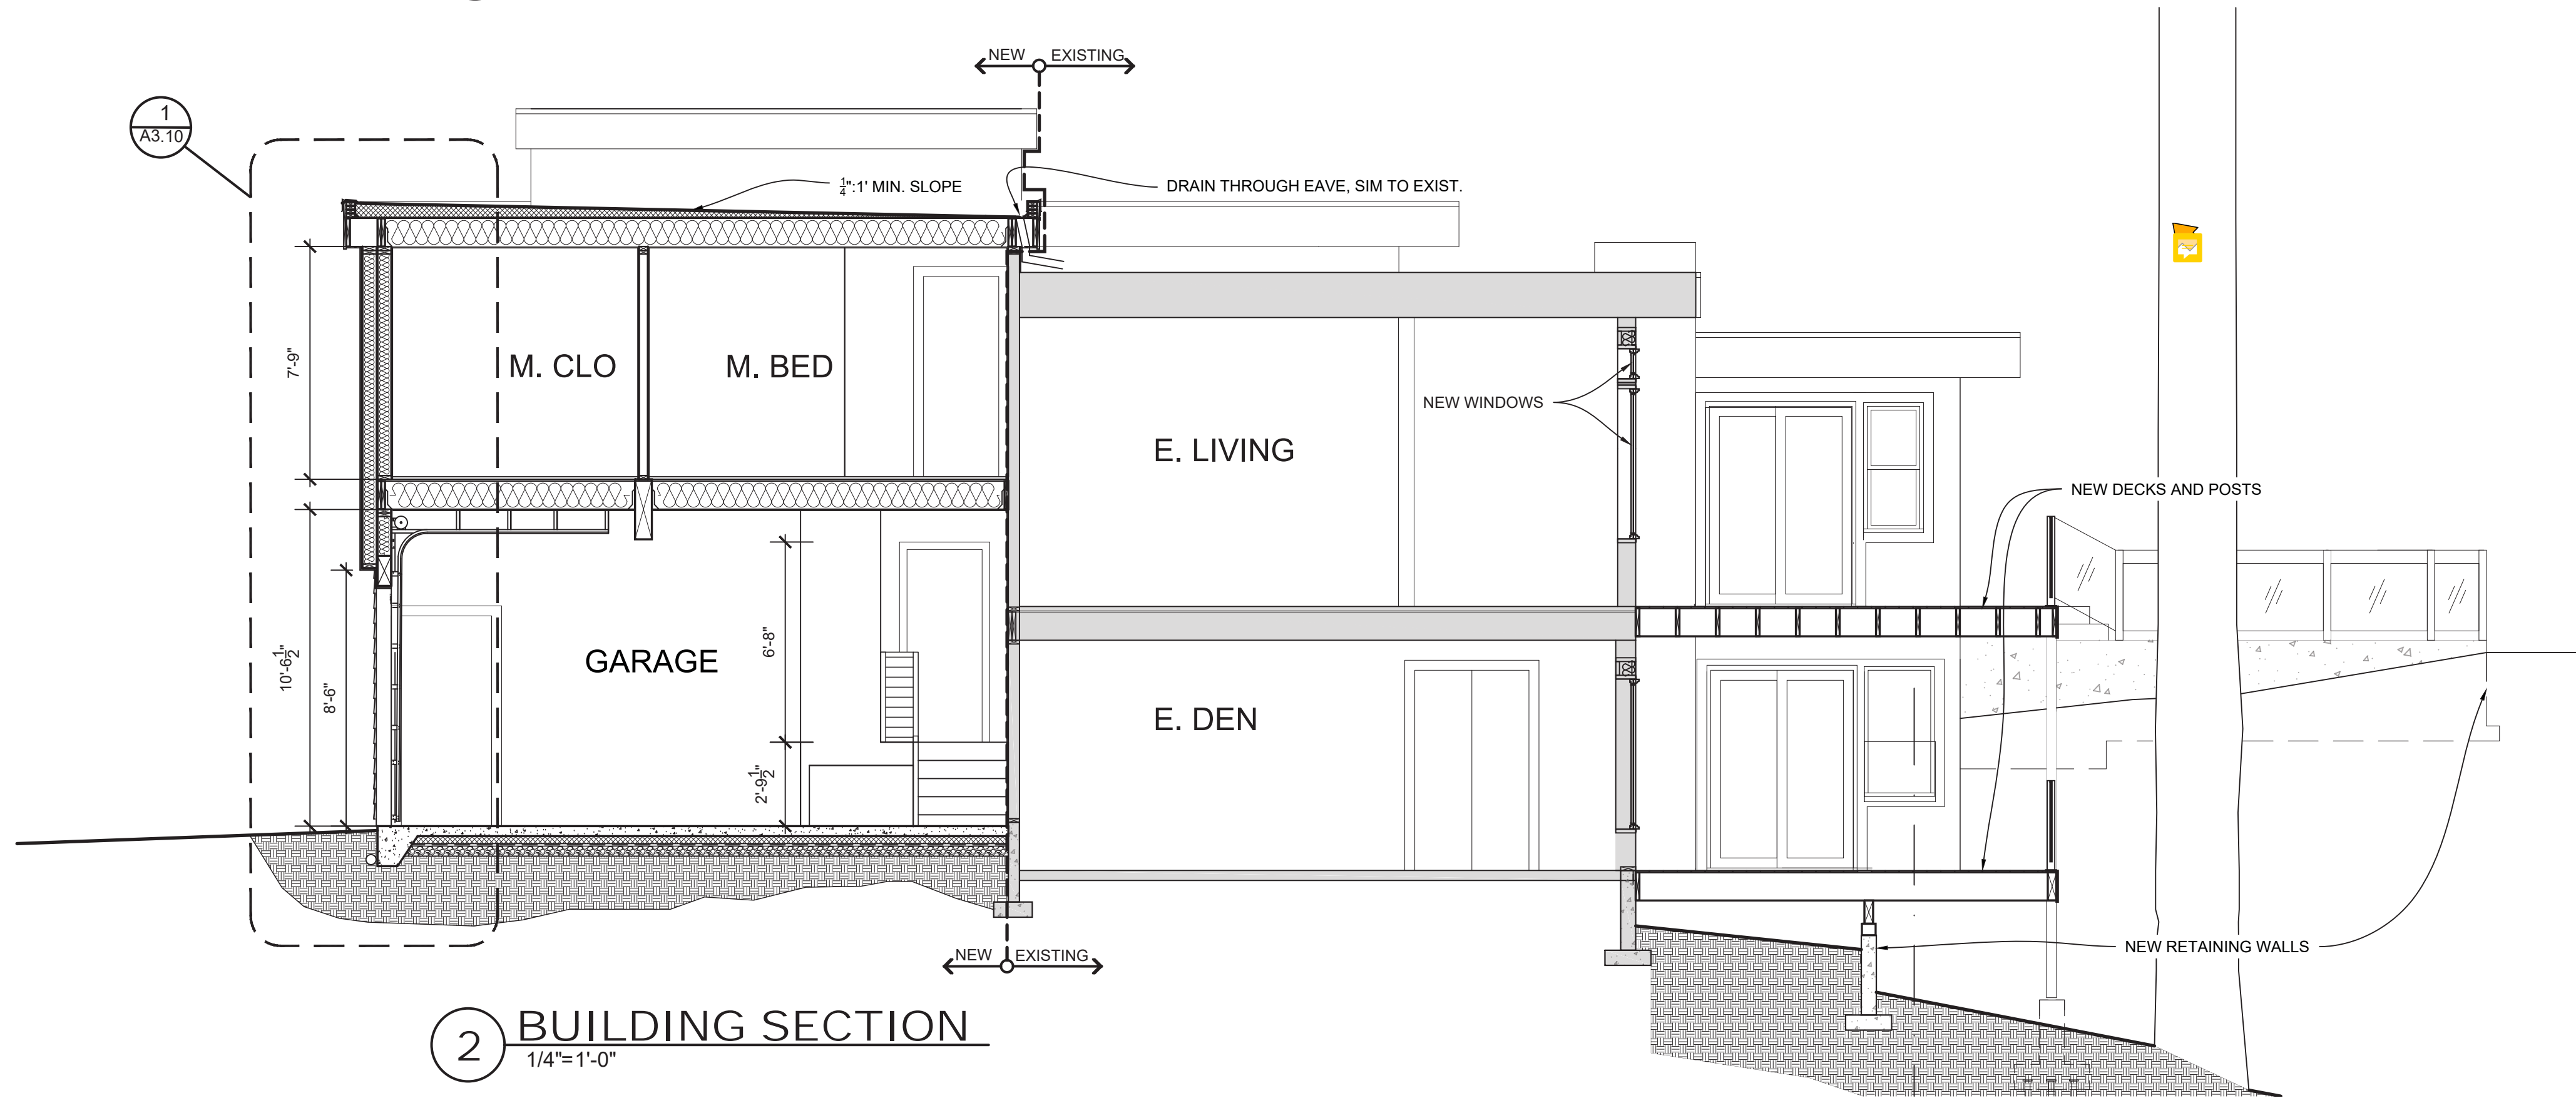 NEW EXISTING
1
A3.10
1/4":1' MIN. SLOPE
DRAIN THROUGH EAVE, SIM TO EXIST.
7'-9"
M. CLO
M. BED
NEW WINDOWS
E. LIVING
NEW DECKS AND POSTS
10'-6 1/2"
8'-6"
GARAGE
6'-8"
2'-9 1/2"
E. DEN
NEW RETAINING WALLS
NEW EXISTING
2 BUILDING SECTION
1/4"=1'-0"